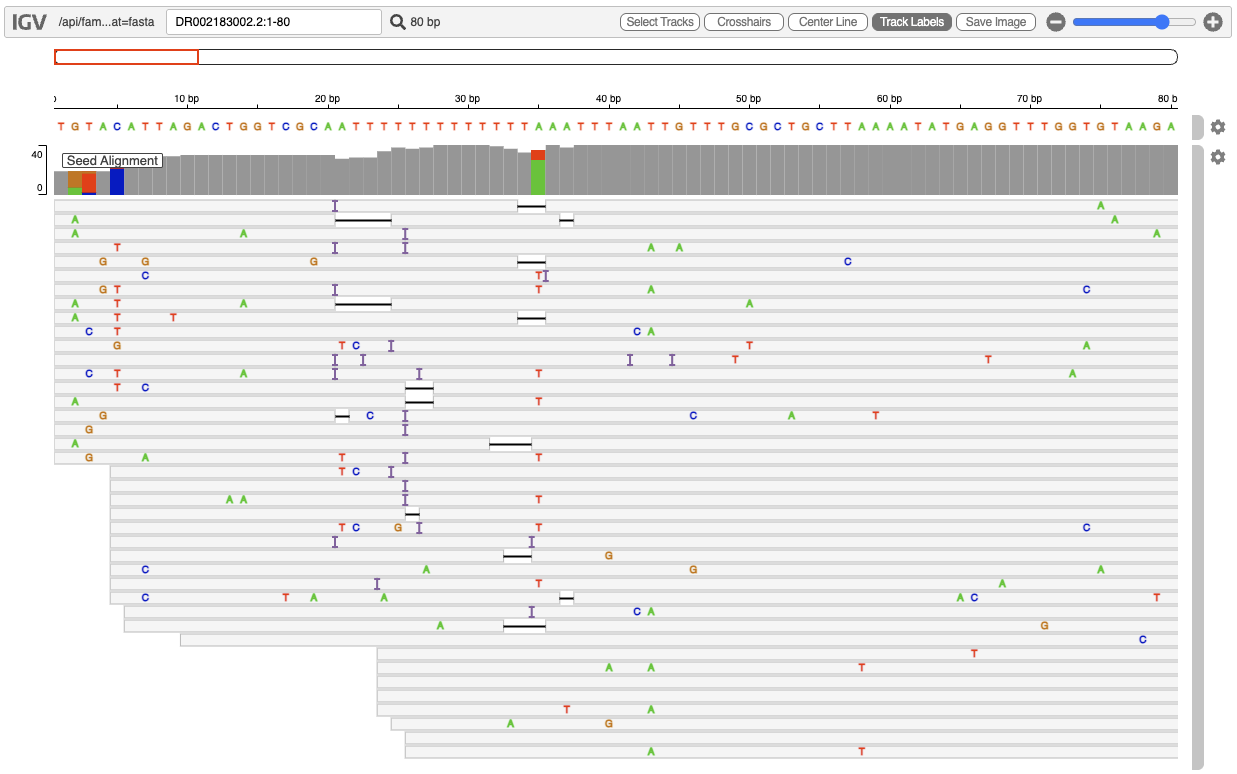 IGV /api/fam...at=fasta DR002183002.2:1-80 80 bp Select Tracks Crosshairs Center Line Track Labels Save Image
10 bp 20 bp 30 bp 40 bp 50 bp 60 bp 70 bp 80 b
T G T A C A T T A G A C T G G T C G C A A T T T T T T T T T T T T T A A A T T T A A T T G T T T G C G C T G C T T A A A A T A T G A G G T T T G G T G T A A G A
40
Seed Alignment
0
A
A A
A A A
T A A
G G G C
C T
G T T A C
A T A A
A T T
C T C A
G T C T A
T T
C T A T A
T C
A T
G C C A T
G
A
G A T T
T C
A A T
T C G T C
G
C A G A
T A
C T A A A C T
C A
A G
C
T
A A T
T A
A G
A T